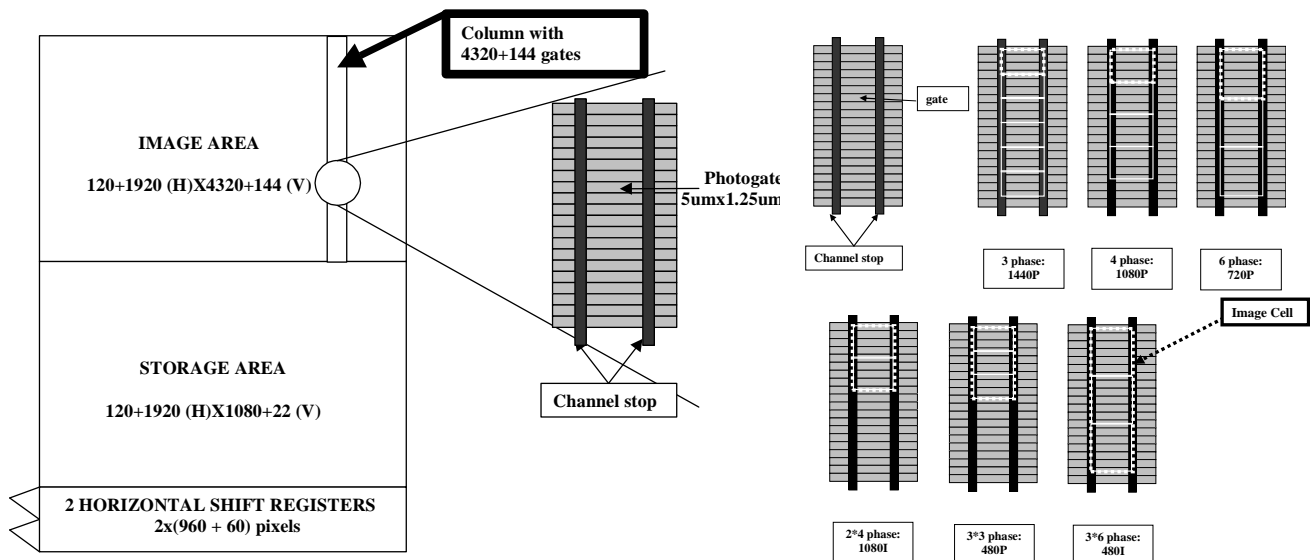 Column with
4320+144 gates
IMAGE AREA
120+1920 (H)X4320+144 (V)
Photogate
5umx1.25um
Channel stop
STORAGE AREA
120+1920 (H)X1080+22 (V)
2 HORIZONTAL SHIFT REGISTERS
2x(960 + 60) pixels
gate
Channel stop
3 phase:
1440P
4 phase:
1080P
6 phase:
720P
Image Cell
2*4 phase:
1080I
3*3 phase:
480P
3*6 phase:
480I